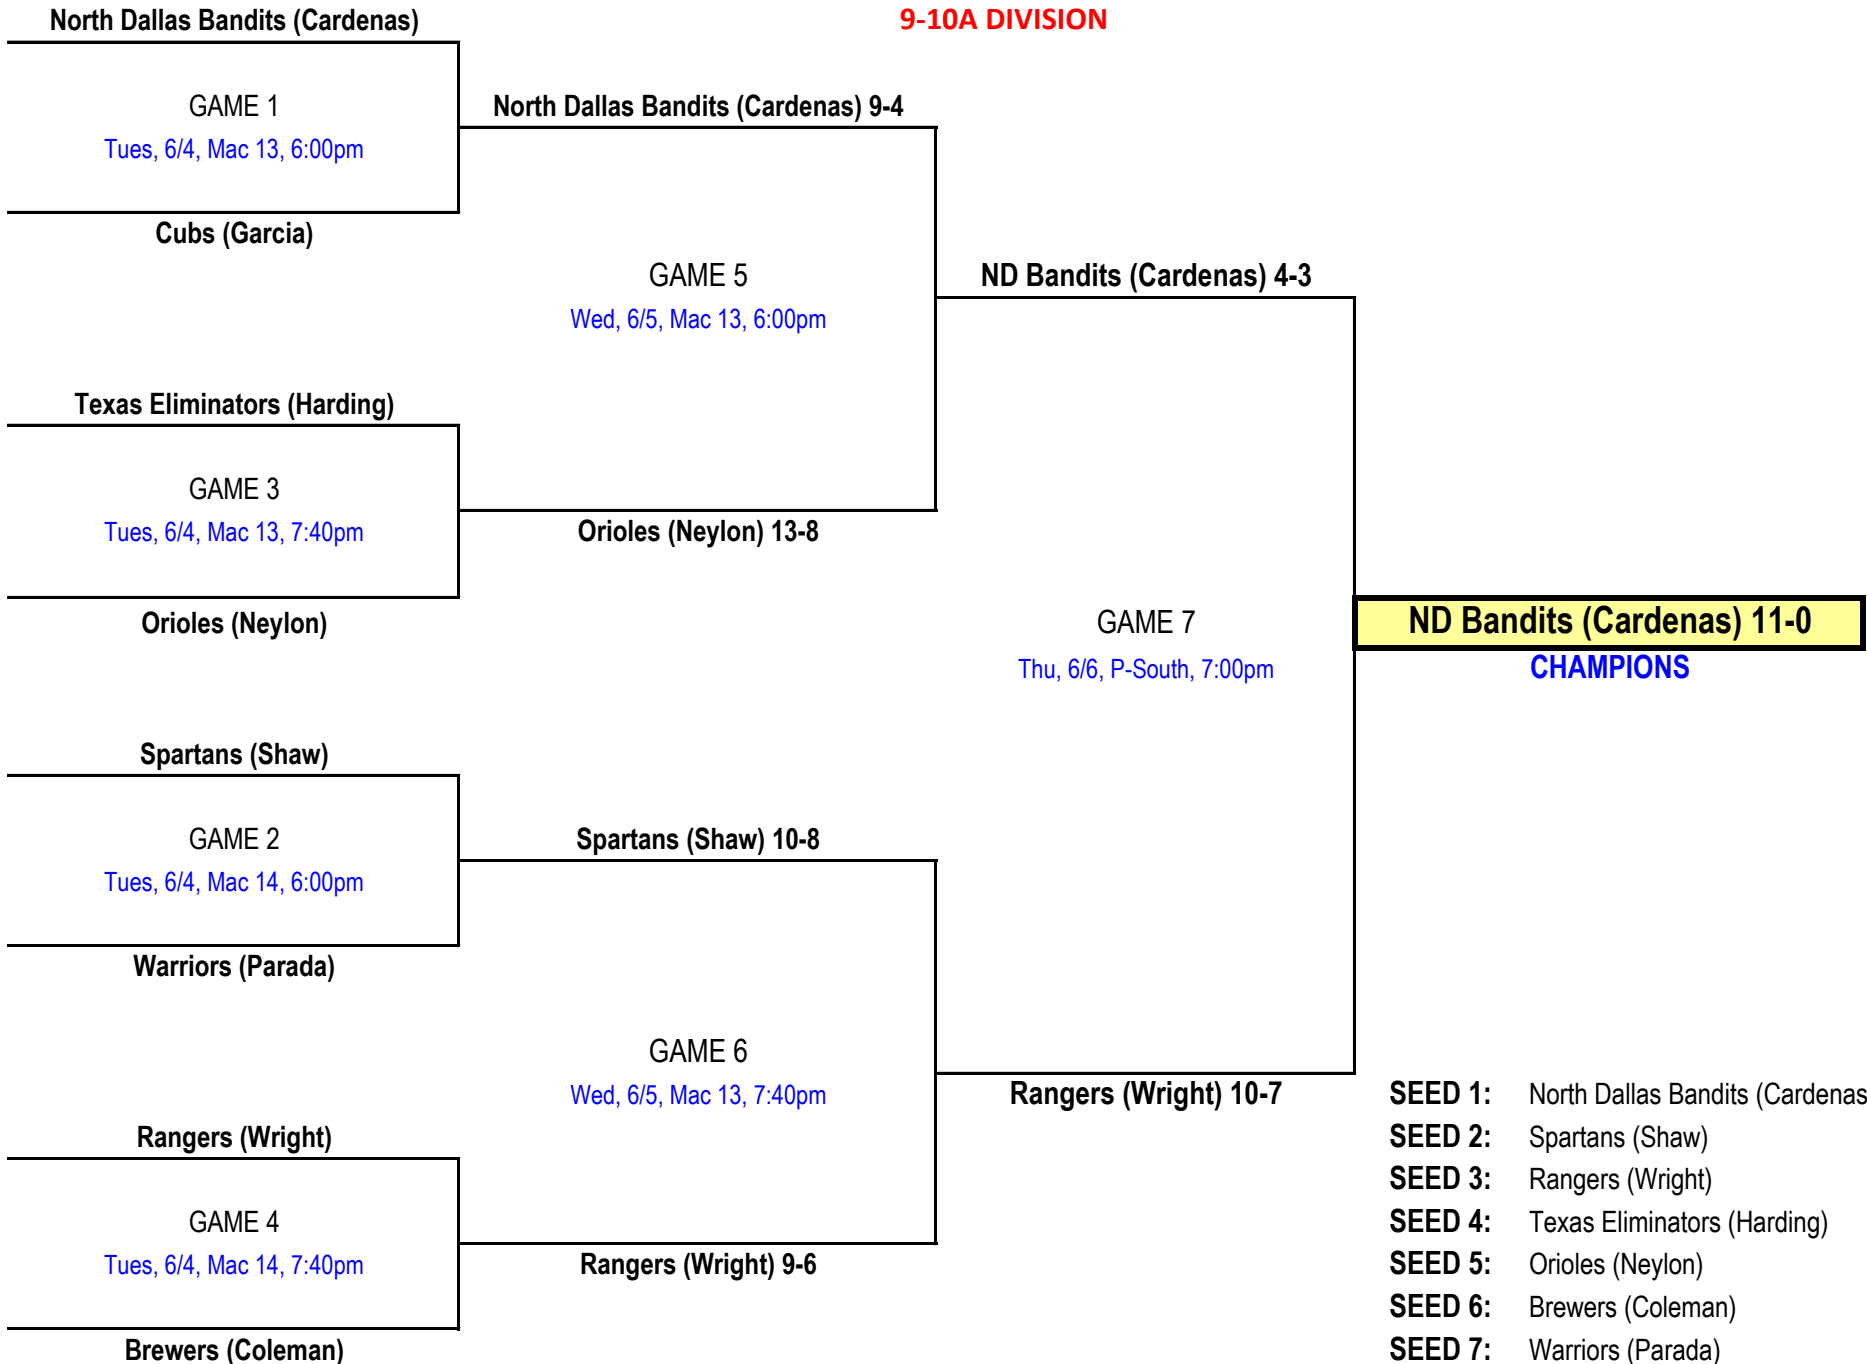 North Dallas Bandits (Cardenas)
9-10A DIVISION
GAME 1
Tues, 6/4, Mac 13, 6:00pm
North Dallas Bandits (Cardenas) 9-4
Cubs (Garcia)
GAME 5
Wed, 6/5, Mac 13, 6:00pm
ND Bandits (Cardenas) 4-3
Texas Eliminators (Harding)
GAME 3
Tues, 6/4, Mac 13, 7:40pm
Orioles (Neylon) 13-8
Orioles (Neylon)
GAME 7
Thu, 6/6, P-South, 7:00pm
ND Bandits (Cardenas) 11-0
CHAMPIONS
Spartans (Shaw)
GAME 2
Tues, 6/4, Mac 14, 6:00pm
Spartans (Shaw) 10-8
Warriors (Parada)
GAME 6
Wed, 6/5, Mac 13, 7:40pm
Rangers (Wright) 10-7
Rangers (Wright)
GAME 4
Tues, 6/4, Mac 14, 7:40pm
Rangers (Wright) 9-6
Brewers (Coleman)
SEED 1: North Dallas Bandits (Cardenas
SEED 2: Spartans (Shaw)
SEED 3: Rangers (Wright)
SEED 4: Texas Eliminators (Harding)
SEED 5: Orioles (Neylon)
SEED 6: Brewers (Coleman)
SEED 7: Warriors (Parada)